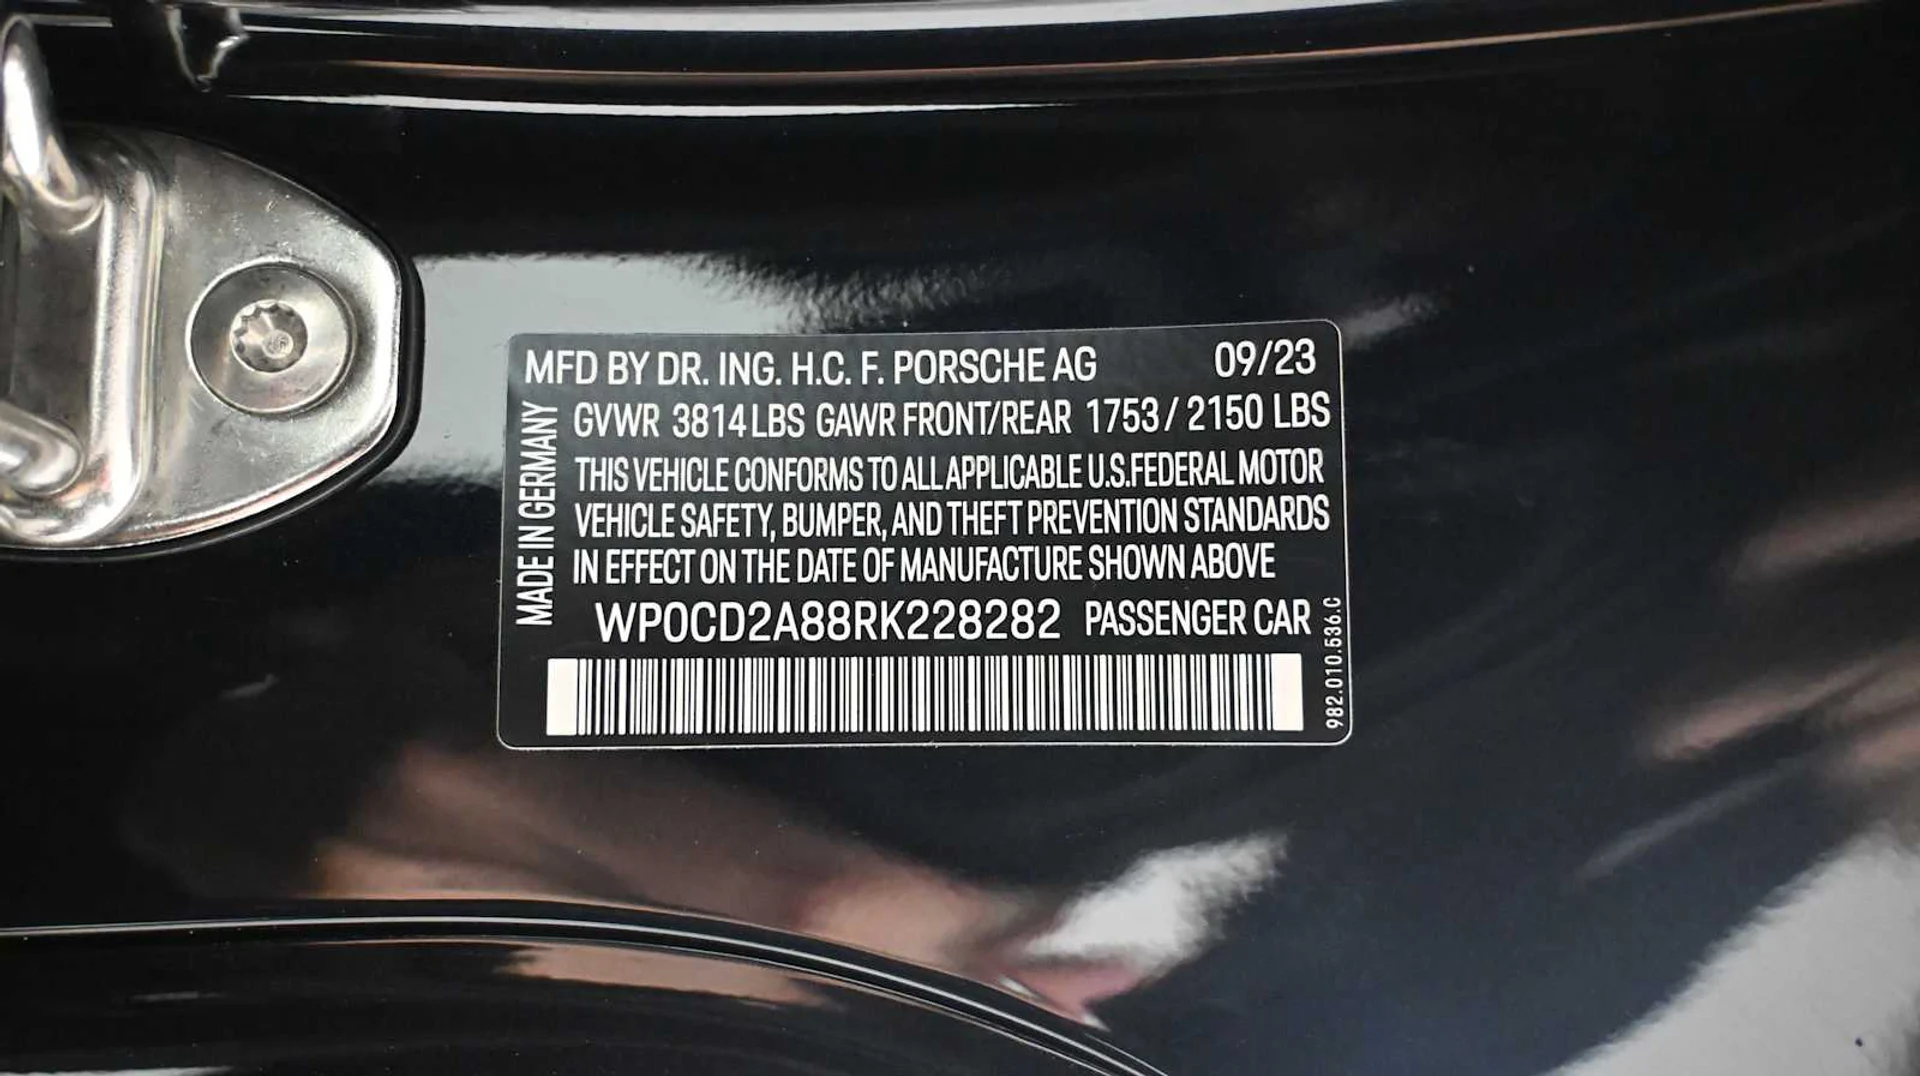 MFD BY DR. ING. H.C. F. PORSCHE AG 09/23
GVWR 3814 LBS GAWR FRONT/REAR 1753 / 2150 LBS
THIS VEHICLE CONFORMS TO ALL APPLICABLE U.S.FEDERAL MOTOR
VEHICLE SAFETY, BUMPER, AND THEFT PREVENTION STANDARDS
IN EFFECT ON THE DATE OF MANUFACTURE SHOWN ABOVE
WP0CD2A88RK228282 PASSENGER CAR
MADE IN GERMANY
982.010.536.C